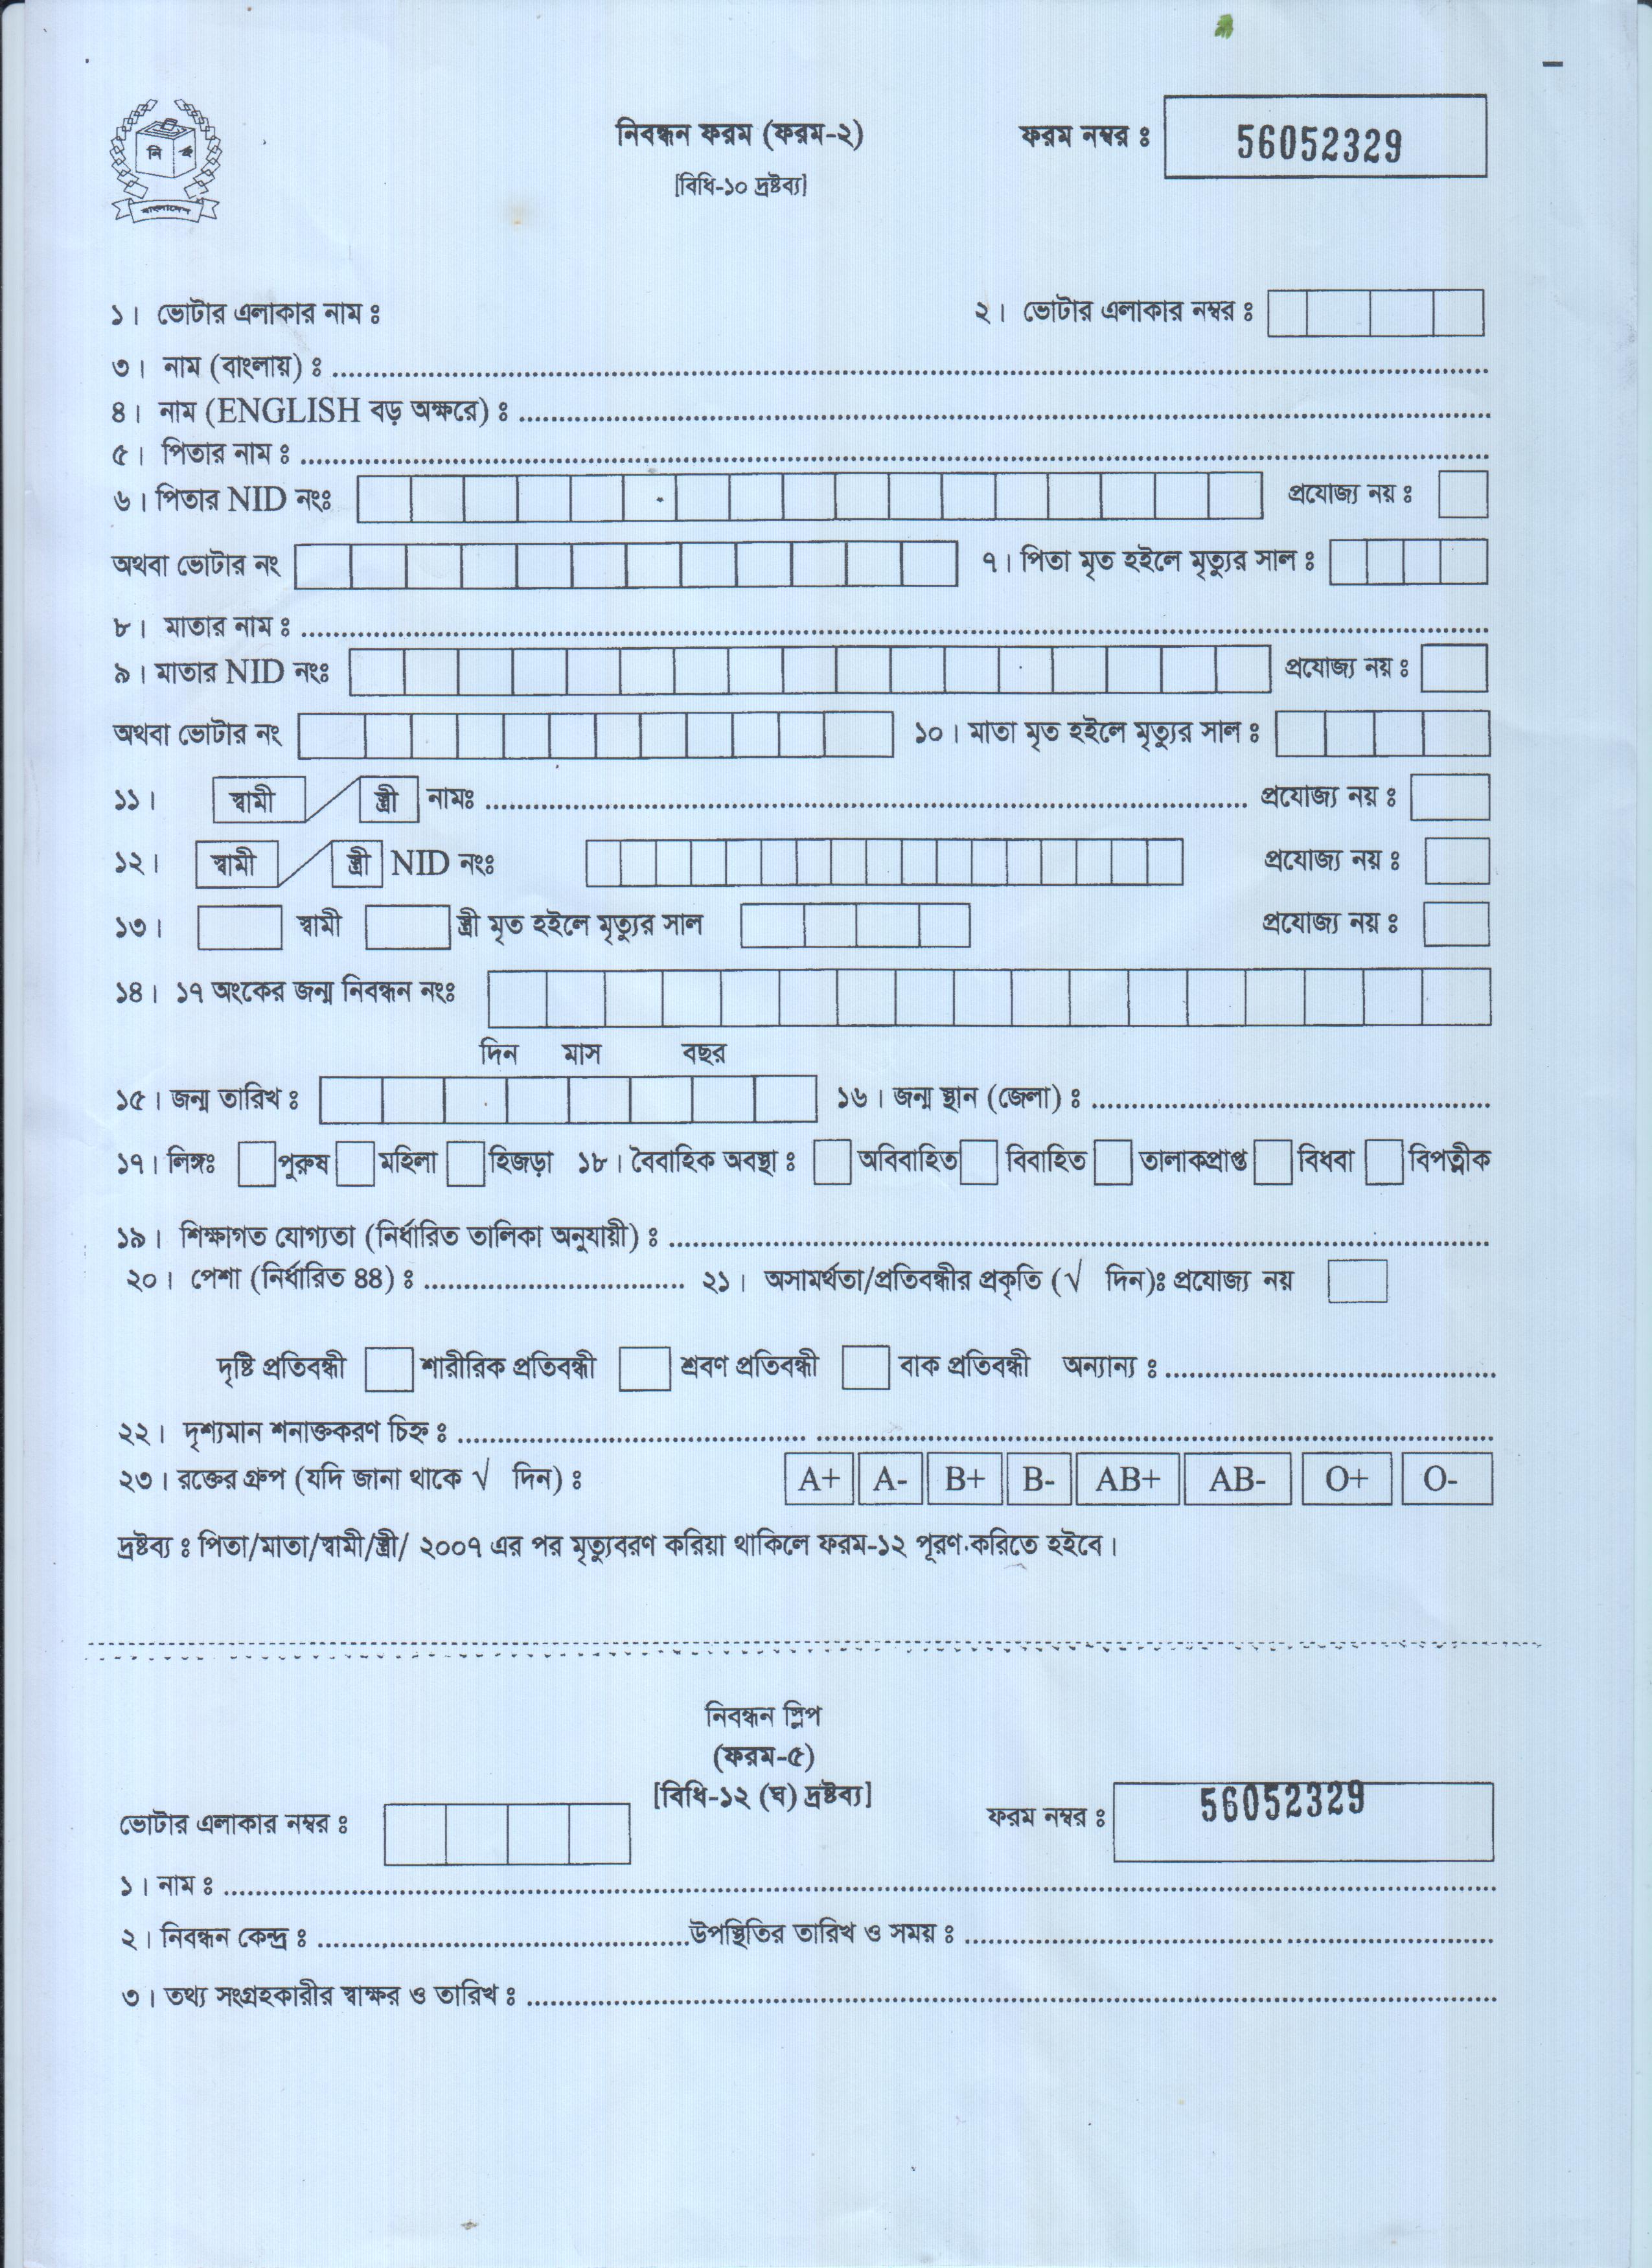 নি ক
বাংলাদেশ
নিবন্ধন ফরম (ফরম-২)
ফরম নম্বর ঃ 56052329
[বিধি-১০ দ্রষ্টব্য]
১। ভোটার এলাকার নাম ঃ ২। ভোটার এলাকার নম্বর ঃ
৩। নাম (বাংলায়) ঃ
৪। নাম (ENGLISH বড় অক্ষরে) ঃ
৫। পিতার নাম ঃ
৬। পিতার NID নংঃ প্রযোজ্য নয় ঃ
অথবা ভোটার নং ৭। পিতা মৃত হইলে মৃত্যুর সাল ঃ
৮। মাতার নাম ঃ
৯। মাতার NID নংঃ প্রযোজ্য নয় ঃ
অথবা ভোটার নং ১০। মাতা মৃত হইলে মৃত্যুর সাল ঃ
১১। স্বামী / স্ত্রী নামঃ প্রযোজ্য নয় ঃ
১২। স্বামী / স্ত্রী NID নংঃ প্রযোজ্য নয় ঃ
১৩। স্বামী স্ত্রী মৃত হইলে মৃত্যুর সাল প্রযোজ্য নয় ঃ
১৪। ১৭ অংকের জন্ম নিবন্ধন নংঃ
দিন মাস বছর
১৫। জন্ম তারিখ ঃ ১৬। জন্ম স্থান (জেলা) ঃ
১৭। লিঙ্গঃ পুরুষ মহিলা হিজড়া ১৮। বৈবাহিক অবস্থা ঃ অবিবাহিত বিবাহিত তালাকপ্রাপ্ত বিধবা বিপত্নীক
১৯। শিক্ষাগত যোগ্যতা (নির্ধারিত তালিকা অনুযায়ী) ঃ
২০। পেশা (নির্ধারিত ৪৪) ঃ ২১। অসামর্থতা/প্রতিবন্ধীর প্রকৃতি (√ দিন)ঃ প্রযোজ্য নয়
দৃষ্টি প্রতিবন্ধী শারীরিক প্রতিবন্ধী শ্রবণ প্রতিবন্ধী বাক প্রতিবন্ধী অন্যান্য ঃ
২২। দৃশ্যমান শনাক্তকরণ চিহ্ন ঃ
২৩। রক্তের গ্রুপ (যদি জানা থাকে √ দিন) ঃ A+ A- B+ B- AB+ AB- O+ O-
দ্রষ্টব্য ঃ পিতা/মাতা/স্বামী/স্ত্রী/ ২০০৭ এর পর মৃত্যুবরণ করিয়া থাকিলে ফরম-১২ পূরণ করিতে হইবে।
নিবন্ধন স্লিপ
(ফরম-৫)
[বিধি-১২ (ঘ) দ্রষ্টব্য]
ভোটার এলাকার নম্বর ঃ ফরম নম্বর ঃ 56052329
১। নাম ঃ
২। নিবন্ধন কেন্দ্র ঃ উপস্থিতির তারিখ ও সময় ঃ
৩। তথ্য সংগ্রহকারীর স্বাক্ষর ও তারিখ ঃ